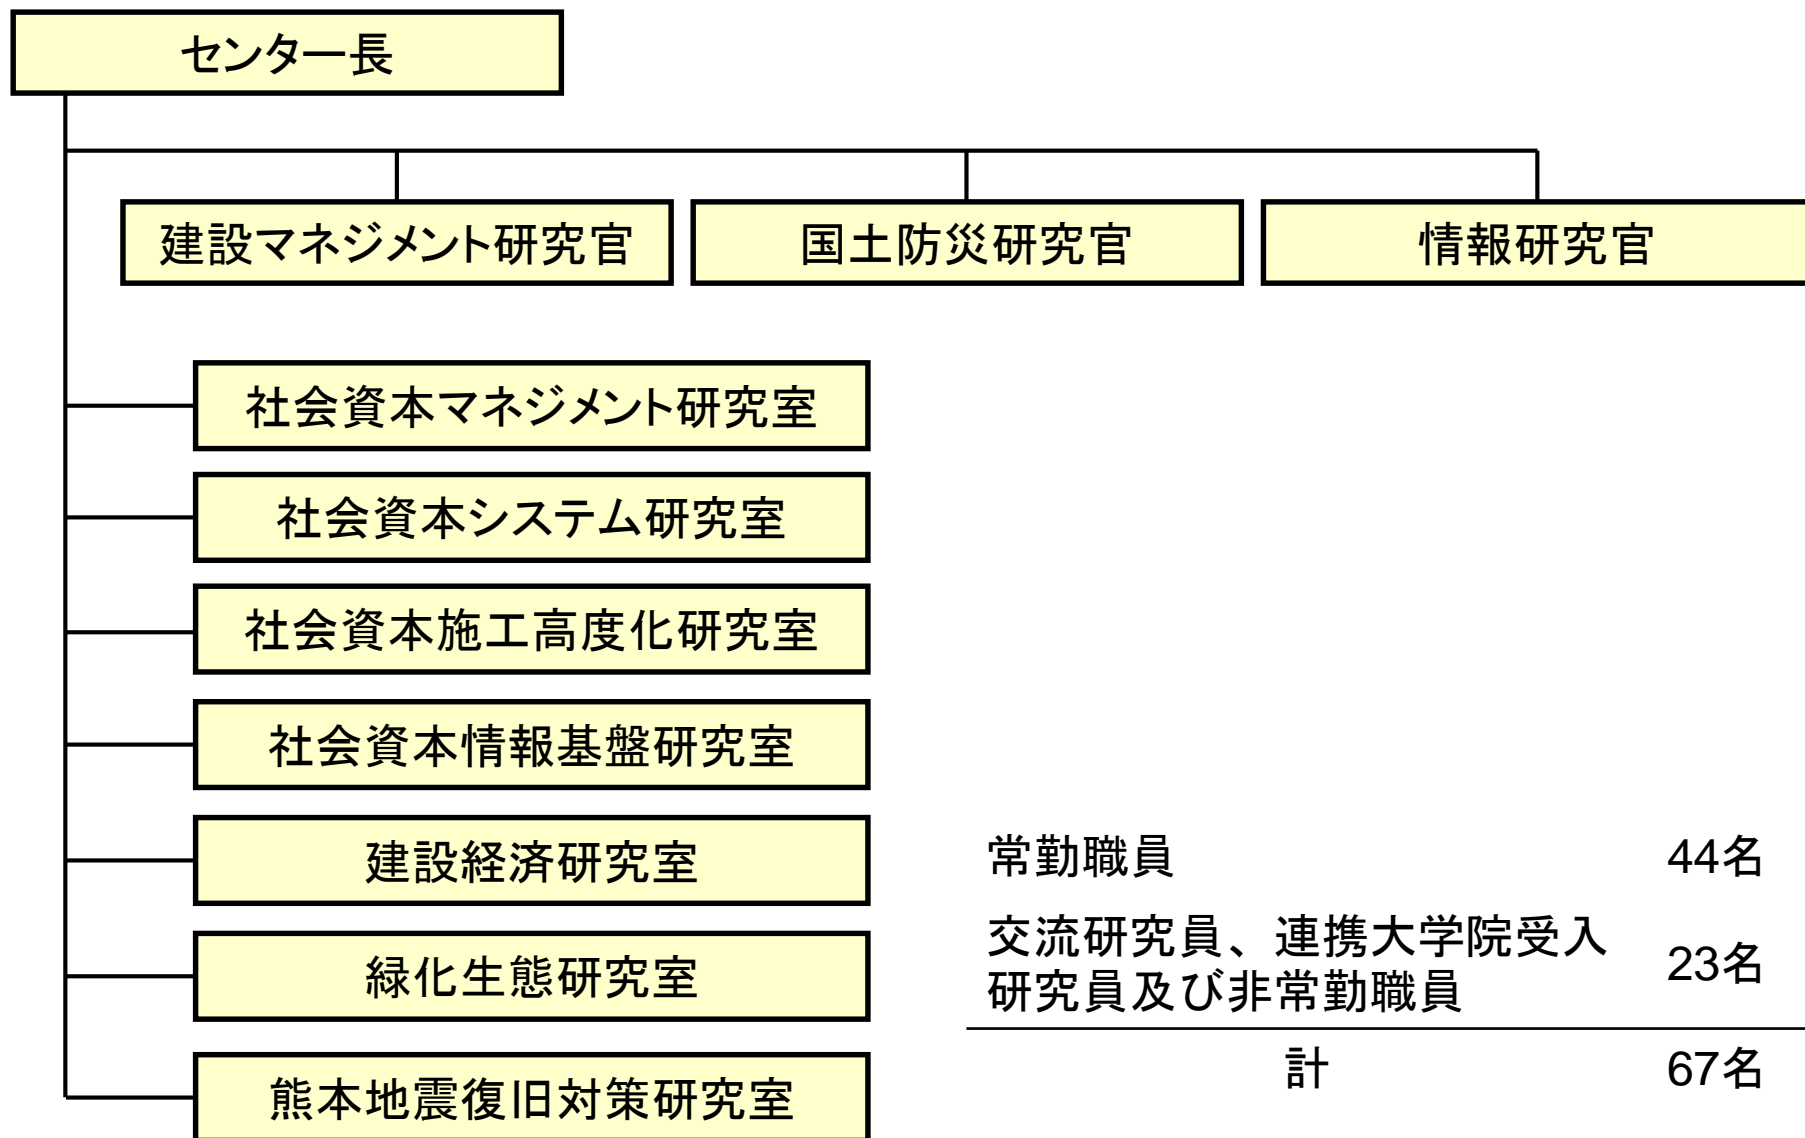 センター長
建設マネジメント研究官
国土防災研究官
情報研究官
社会資本マネジメント研究室
社会資本システム研究室
社会資本施工高度化研究室
社会資本情報基盤研究室
建設経済研究室
緑化生態研究室
熊本地震復旧対策研究室
常勤職員 44名
交流研究員、連携大学院受入
研究員及び非常勤職員 23名
計 67名